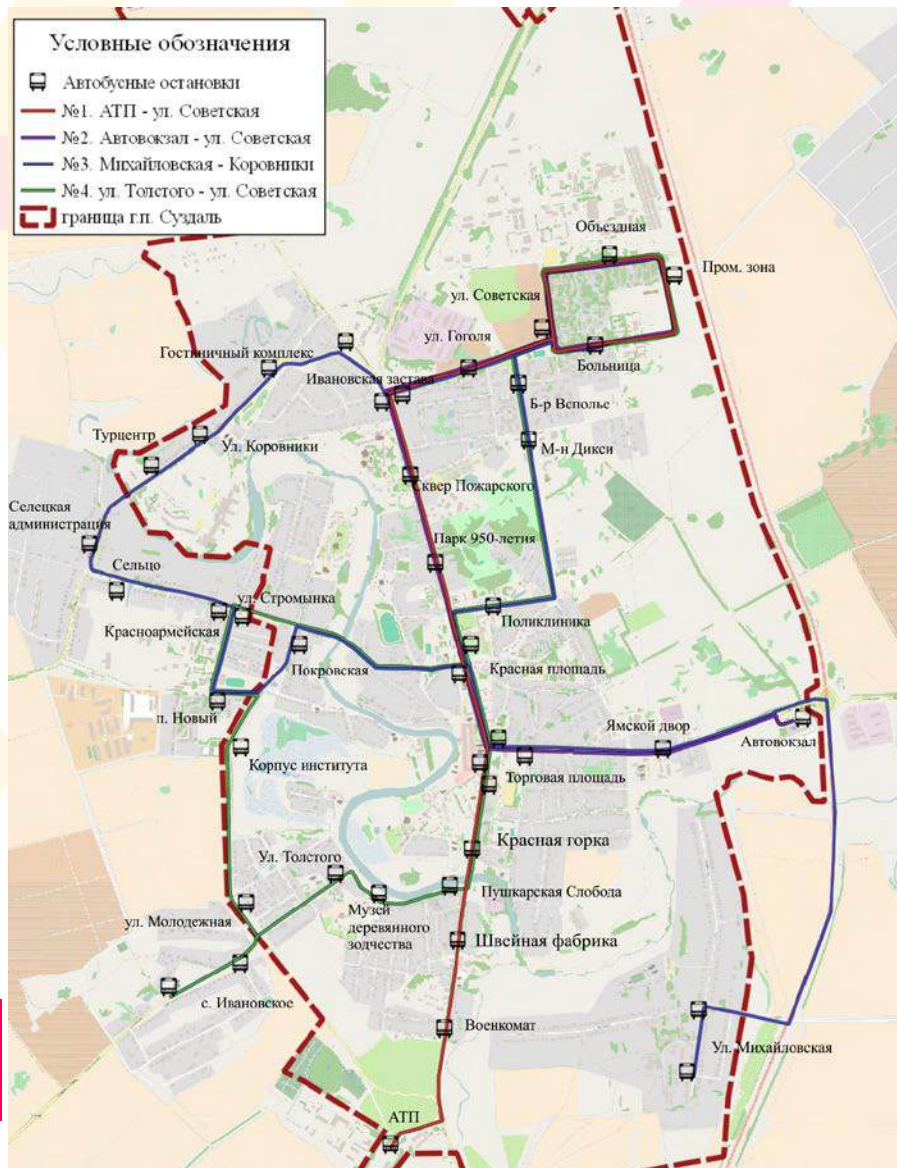 Условные обозначения
Автобусные остановки
№1. АТП - ул. Советская
№2. Автовокзал - ул. Советская
№3. Михайловская - Коровники
№4. ул. Толстого - ул. Советская
граница г.п. Суздаль
Объездная
Пром. зона
ул. Советская
ул. Гоголя
Больница
Гостиничный комплекс
Ивановская застава
Б-р Всполье
Турцентр
Ул. Коровники
М-н Дикси
Сквер Пожарского
Селецкая
администрация
Парк 950-летия
Сельцо
ул. Стромынка
Поликлиника
Красноармейская
Покровская
Красная площадь
п. Новый
Ямской двор
Автовокзал
Корпус института
Торговая площадь
Красная горка
Ул. Толстого
Пушкарская Слобода
ул. Молодежная
Музей
деревянного
зодчества
Швейная фабрика
с. Ивановское
Военкомат
Ул. Михайловская
АТП